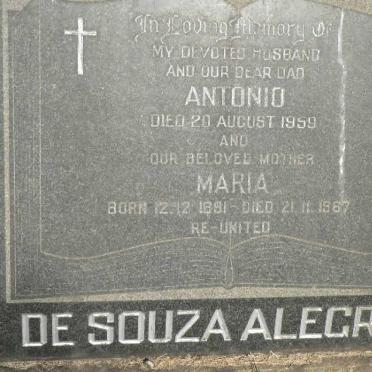 In Loving Memory Of
MY DEVOTED HUSBAND
AND OUR DEAR DAD
ANTONIO
DIED 20 AUGUST 1959
AND
OUR BELOVED MOTHER
MARIA
BORN 12.12 1881 - DIED 21.11.1967
RE-UNITED
DE SOUZA ALEGR